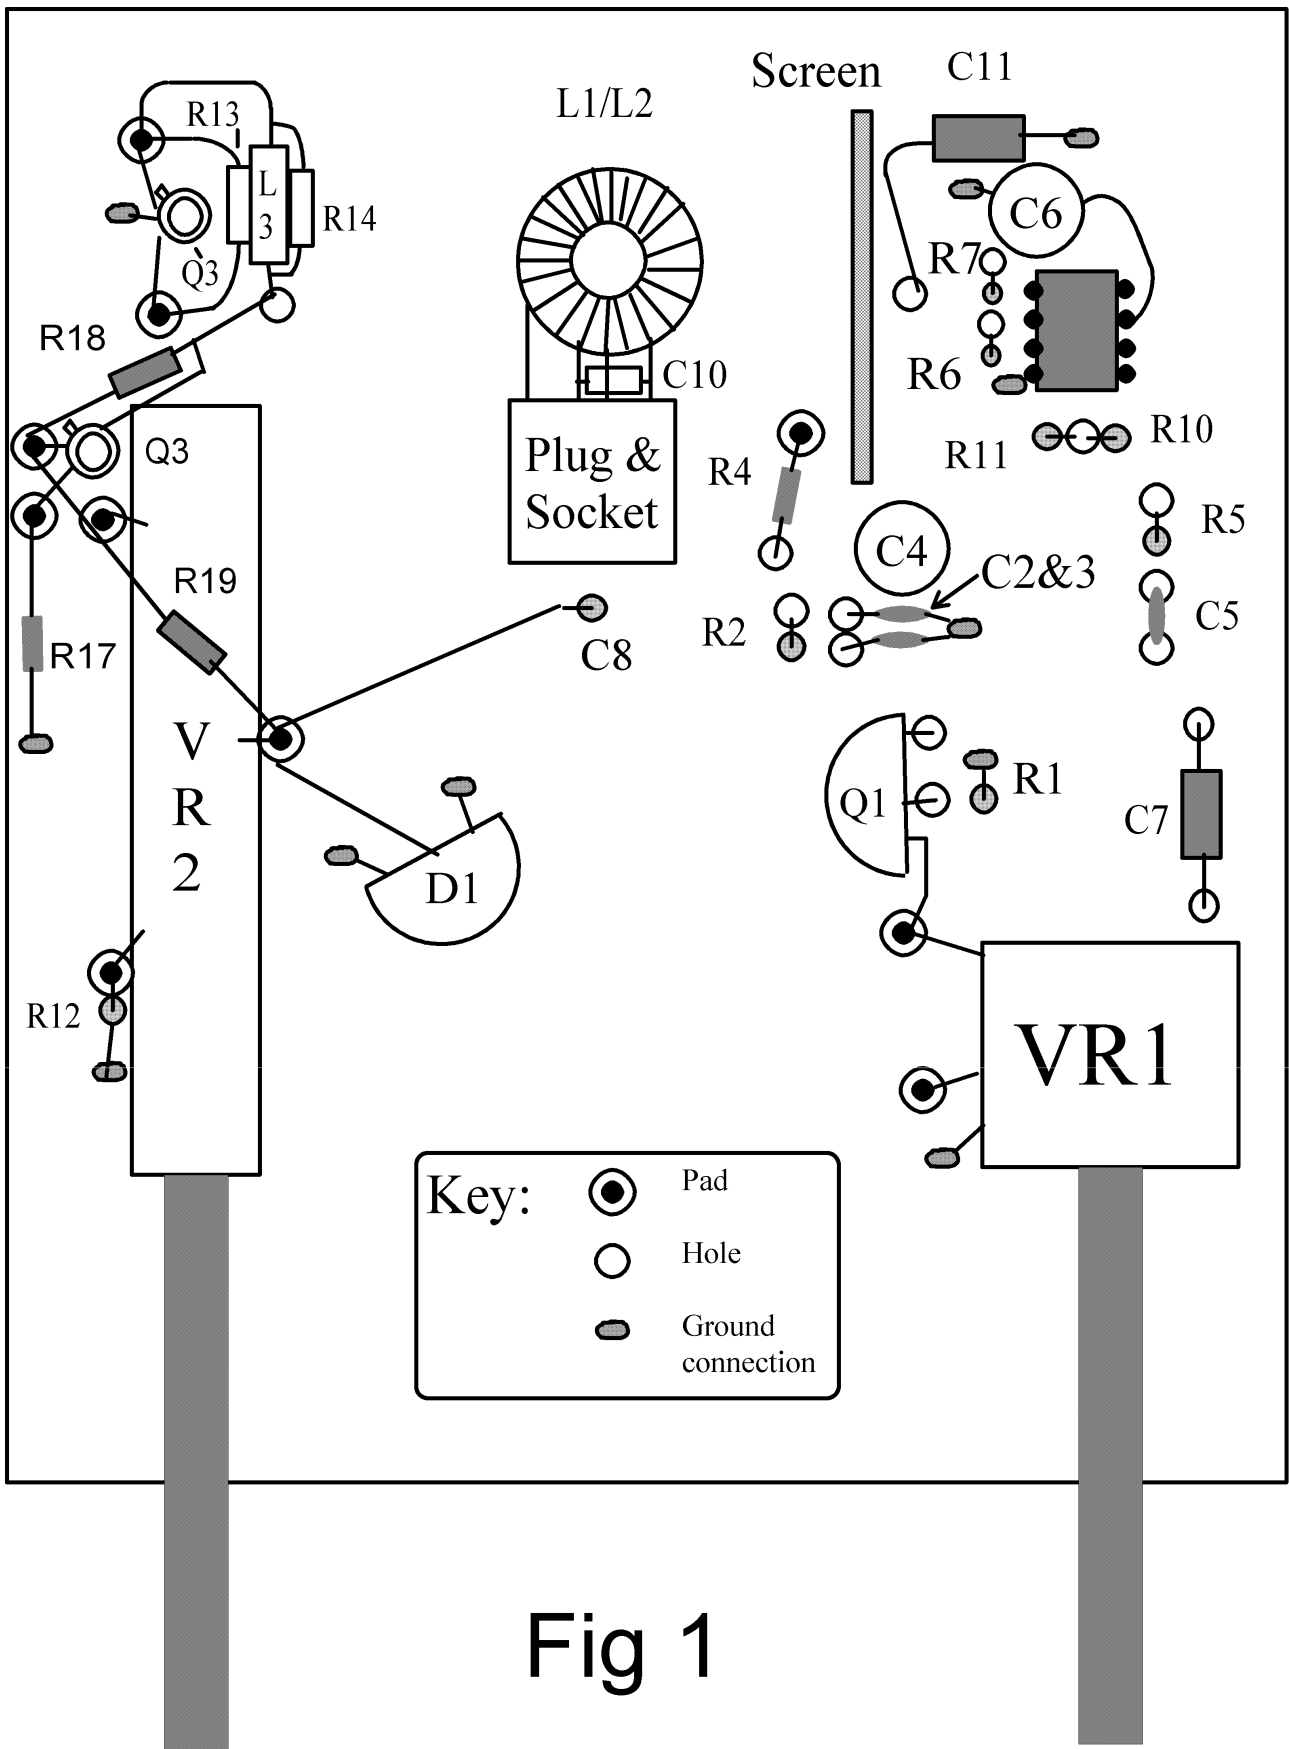 Screen
C11
L1/L2
R13
L
3
R14
Q3
C6
R7
R18
R6
C10
Q3
Plug &
Socket
R4
R11
R10
R5
C4
C2&3
R19
R17
R2
C8
C5
V
R
2
Q1
R1
C7
D1
R12
VR1
Key:
Pad
Hole
Ground
connection
Fig 1